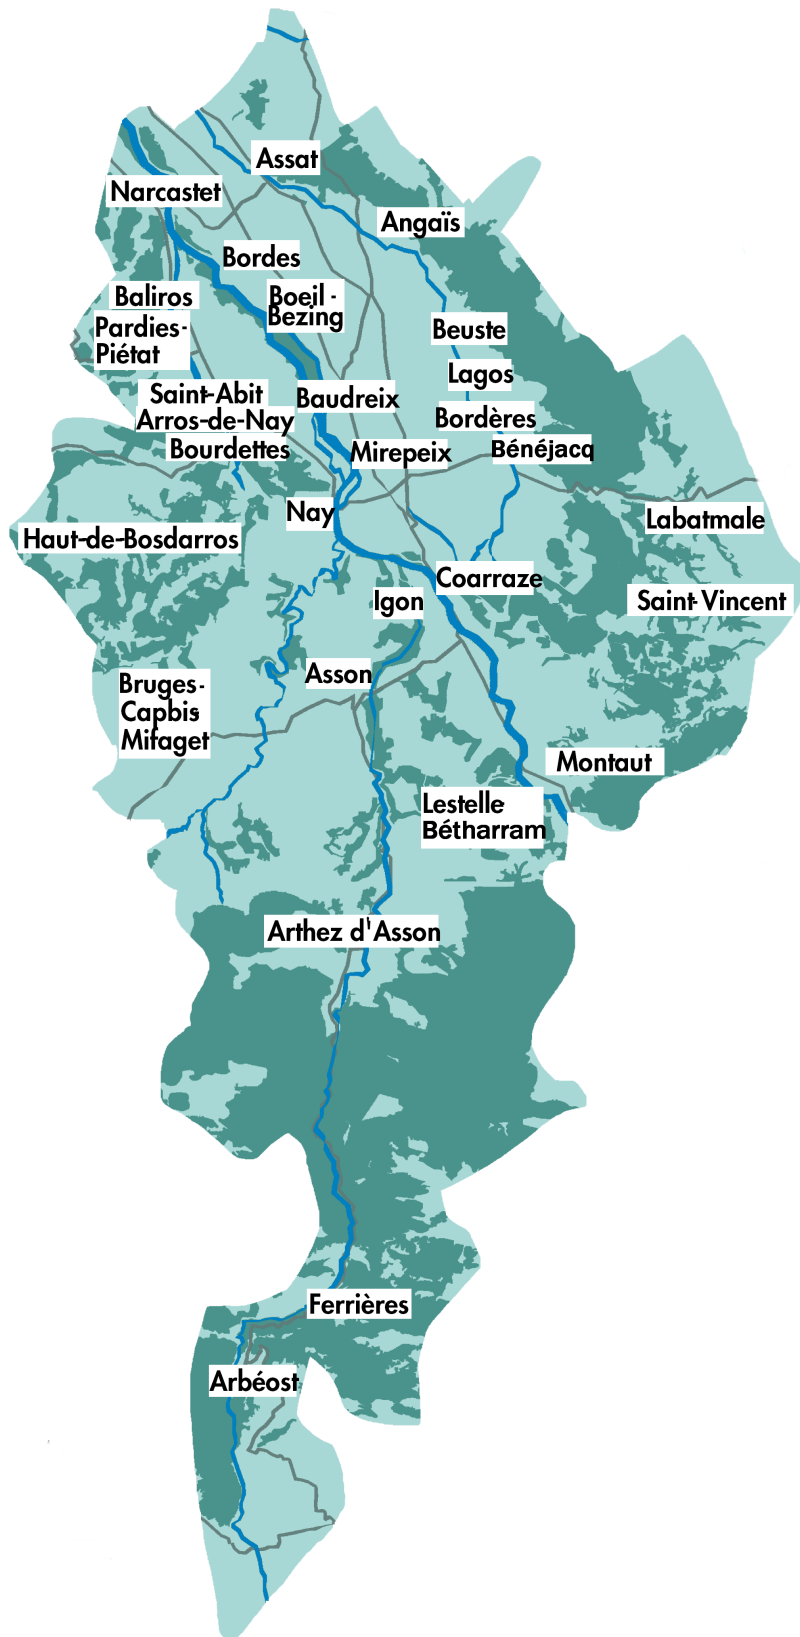 Assat
Narcastet
Angaïs
Bordes
Baliros
Boeil-
Bezing
Pardies-
Piétat
Beuste
Lagos
Saint-Abit
Baudreix
Arros-de-Nay
Bordères
Bourdettes
Mirepeix
Bénéjacq
Nay
Labatmale
Haut-de-Bosdarros
Coarraze
Igon
Saint-Vincent
Asson
Bruges-
Capbis
Mifaget
Montaut
Lestelle
Bétharram
Arthez d'Asson
Ferrières
Arbéost